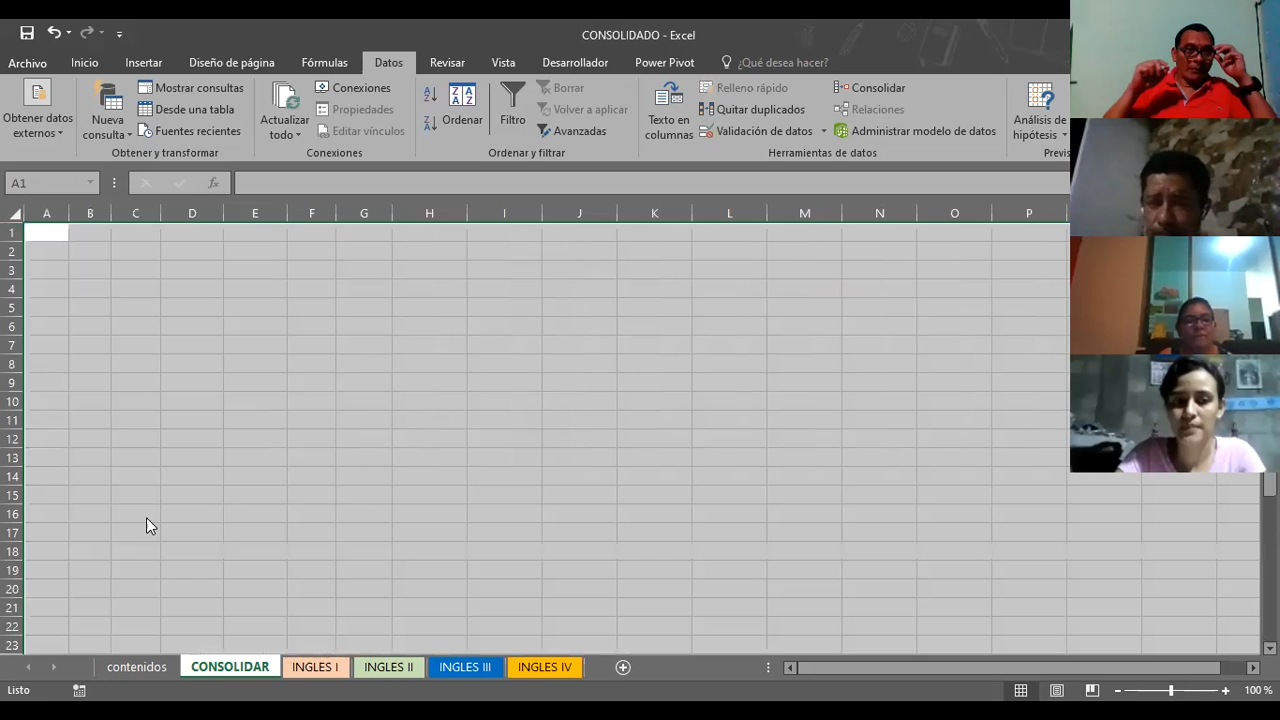 CONSOLIDADO - Excel
Archivo Inicio Insertar Diseño de página Fórmulas Datos Revisar Vista Desarrollador Power Pivot ¿Qué desea hacer?
Obtener datos externos
Nueva consulta
Mostrar consultas
Desde una tabla
Fuentes recientes
Obtener y transformar
Actualizar todo
Conexiones
Propiedades
Editar vínculos
Conexiones
Ordenar
Filtro
Borrar
Volver a aplicar
Avanzadas
Ordenar y filtrar
Texto en columnas
Relleno rápido
Quitar duplicados
Validación de datos
Consolidar
Relaciones
Administrar modelo de datos
Herramientas de datos
Análisis de hipótesis
Previs
A1 fx
A B C D E F G H I J K L M N O P
1
2
3
4
5
6
7
8
9
10
11
12
13
14
15
16
17
18
19
20
21
22
23
contenidos CONSOLIDAR INGLES I INGLES II INGLES III INGLES IV
Listo 100 %